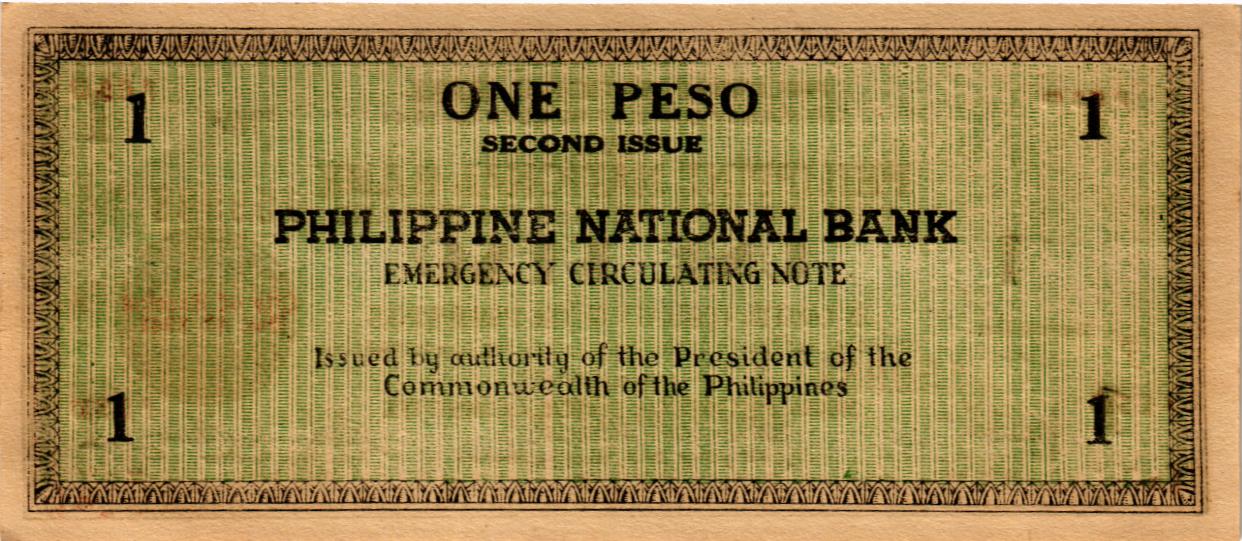 1 ONE PESO 1
SECOND ISSUE
PHILIPPINE NATIONAL BANK
EMERGENCY CIRCULATING NOTE
Issued by authority of the President of the
Commonwealth of the Philippines
1 1